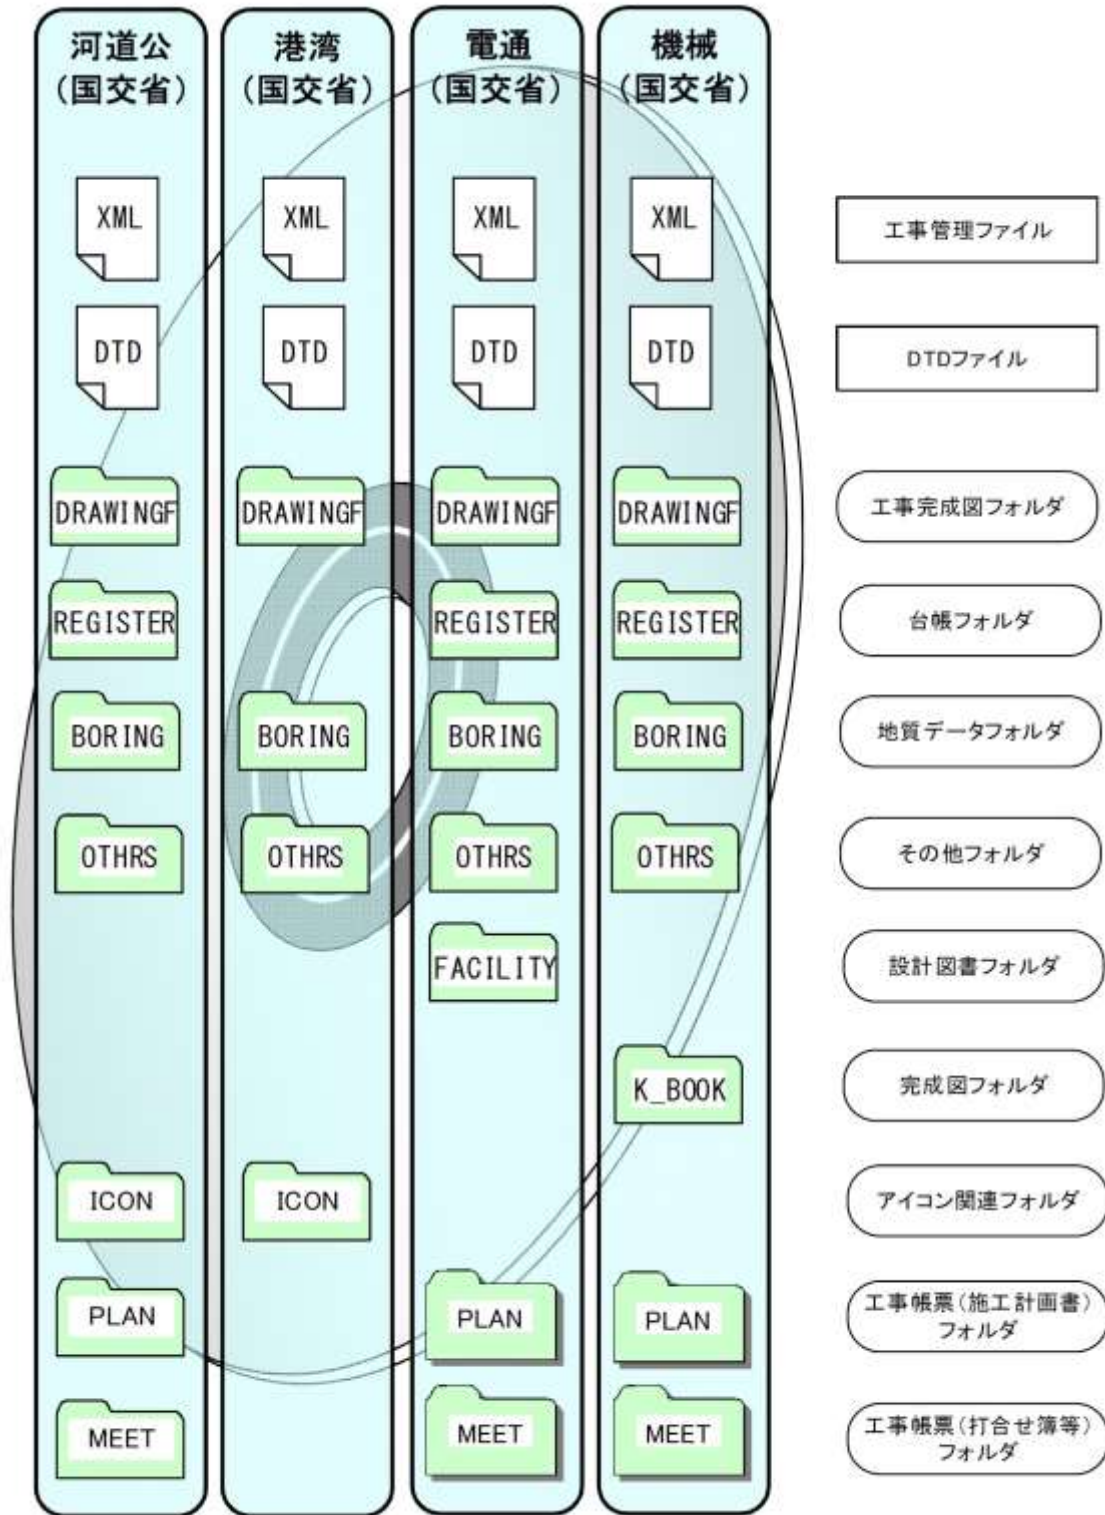 河道公 港湾 電通 機械
(国交省) (国交省) (国交省) (国交省)
XML XML XML XML 工事管理ファイル
DTD DTD DTD DTD DTDファイル
DRAWINGF DRAWINGF DRAWINGF DRAWINGF 工事完成図フォルダ
REGISTER REGISTER REGISTER 台帳フォルダ
BORING BORING BORING BORING 地質データフォルダ
OTHRS OTHRS OTHRS OTHRS その他フォルダ
FACILITY 設計図書フォルダ
K_BOOK 完成図フォルダ
ICON ICON アイコン関連フォルダ
PLAN PLAN PLAN 工事帳票(施工計画書)
フォルダ
MEET MEET MEET 工事帳票(打合せ簿等)
フォルダ